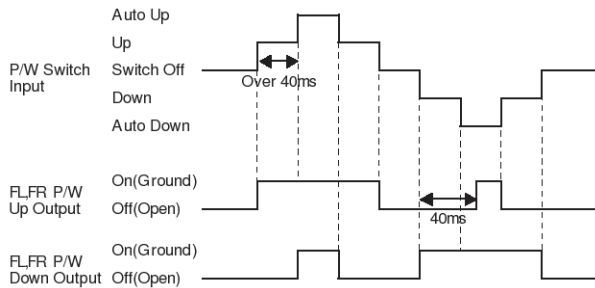 Auto Up
Up
P/W Switch
Input
Switch Off
Over 40ms
Down
Auto Down
FL,FR P/W
Up Output
On(Ground)
Off(Open)
40ms
FL,FR P/W
Down Output
On(Ground)
Off(Open)